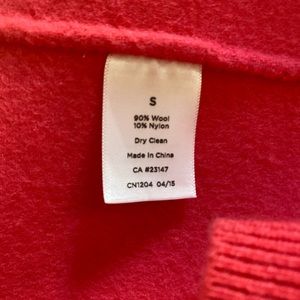 S
90% Wool
10% Nylon
Dry Clean
Made In China
CA #23147
CN1204 04/15